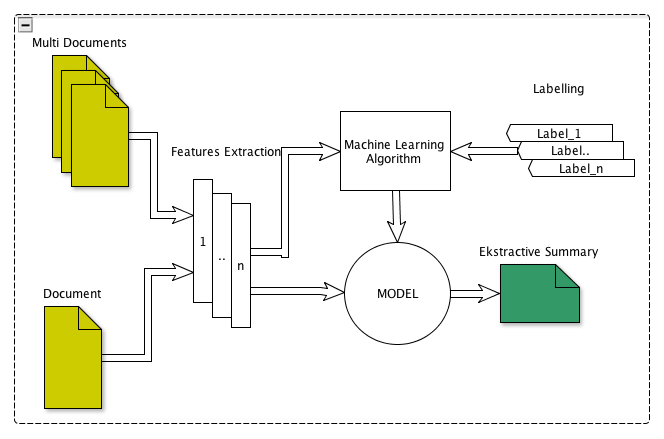 Multi Documents
Labelling
Label_1
Label..
Label_n
Machine Learning
Algorithm
Features Extraction
1
..
n
Ekstractive Summary
MODEL
Document